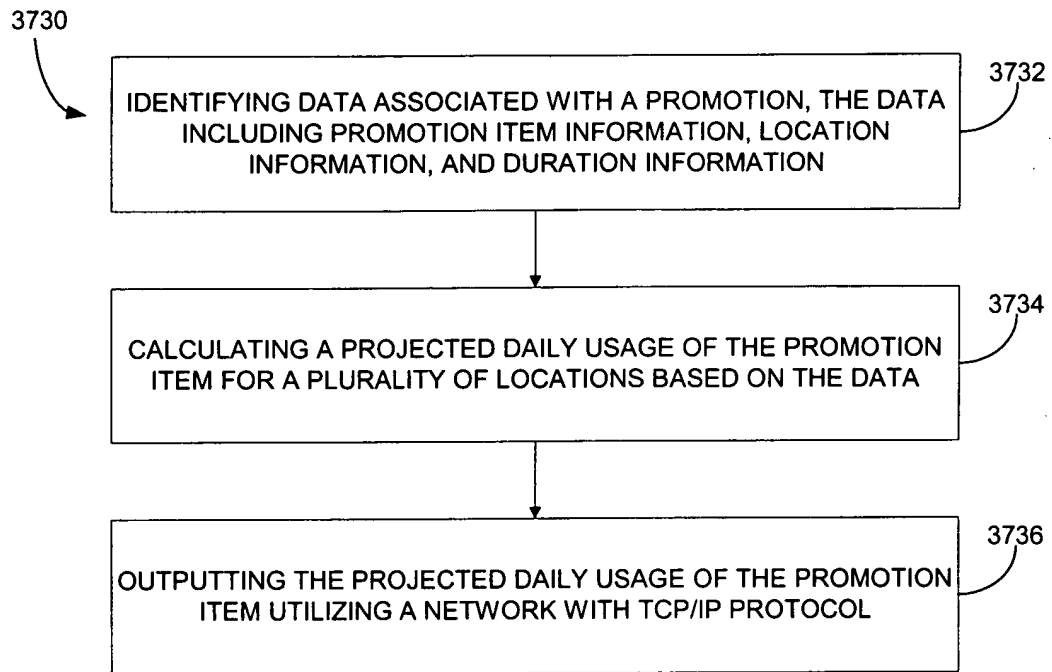 3730
3732
IDENTIFYING DATA ASSOCIATED WITH A PROMOTION, THE DATA
INCLUDING PROMOTION ITEM INFORMATION, LOCATION
INFORMATION, AND DURATION INFORMATION
3734
CALCULATING A PROJECTED DAILY USAGE OF THE PROMOTION
ITEM FOR A PLURALITY OF LOCATIONS BASED ON THE DATA
3736
OUTPUTTING THE PROJECTED DAILY USAGE OF THE PROMOTION
ITEM UTILIZING A NETWORK WITH TCP/IP PROTOCOL